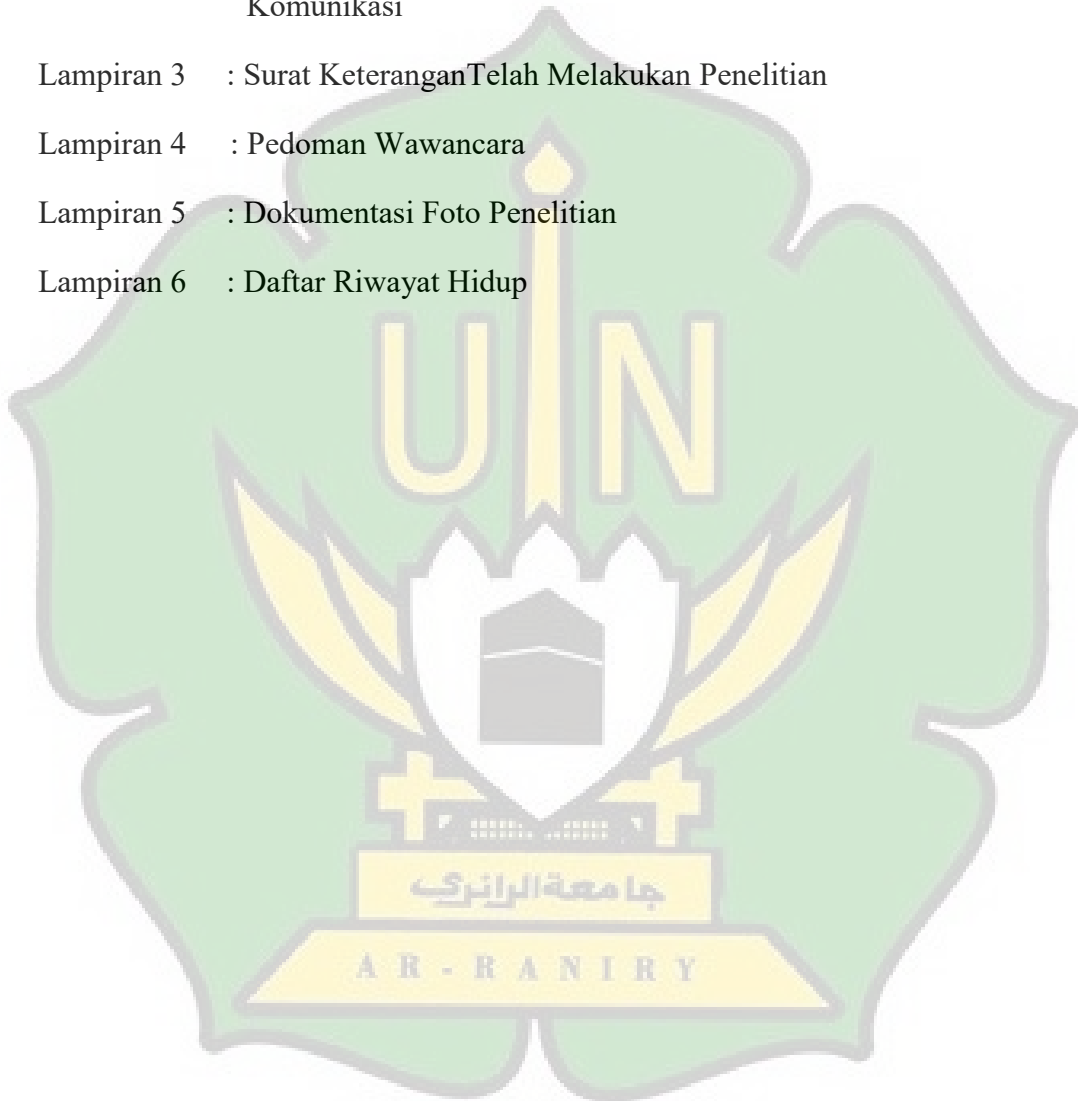 Komunikasi
Lampiran 3 : Surat KeteranganTelah Melakukan Penelitian
Lampiran 4 : Pedoman Wawancara
Lampiran 5 : Dokumentasi Foto Penelitian
Lampiran 6 : Daftar Riwayat Hidup
U N
جامعة الرانري
AR-RANIRY